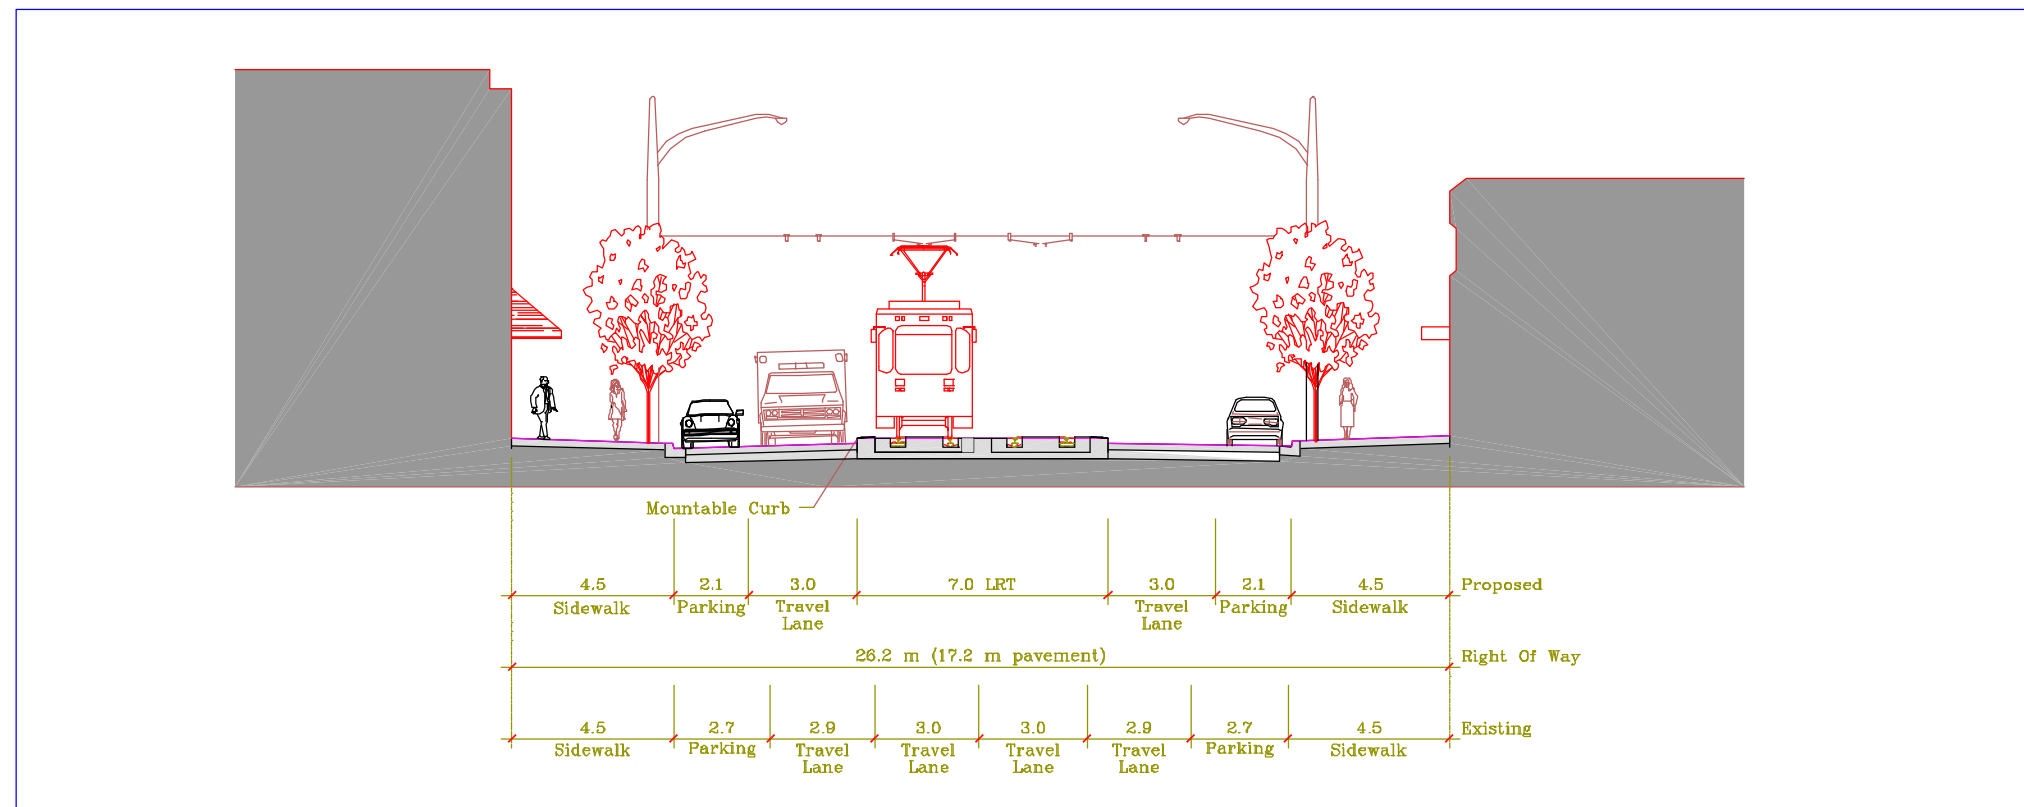 Mountable Curb
4.5 2.1 3.0 7.0 LRT 3.0 2.1 4.5 Proposed
Sidewalk Parking Travel Lane Travel Lane Parking Sidewalk
26.2 m (17.2 m pavement) Right Of Way
4.5 2.7 2.9 3.0 3.0 2.9 2.7 4.5 Existing
Sidewalk Parking Travel Lane Travel Lane Travel Lane Travel Lane Parking Sidewalk